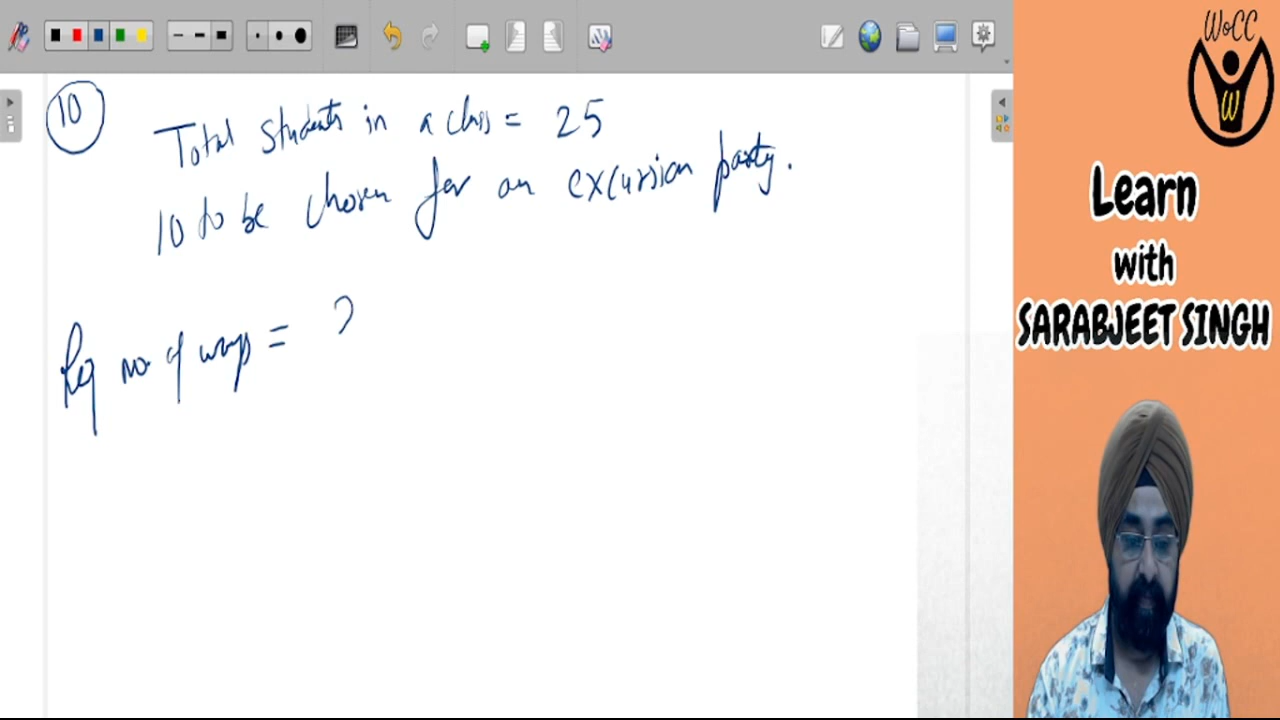 10
Total students in a class = 25
10 to be chosen for an excursion party.
Req no. of ways = ?
WoCC
W
Learn
with
SARABJEET SINGH